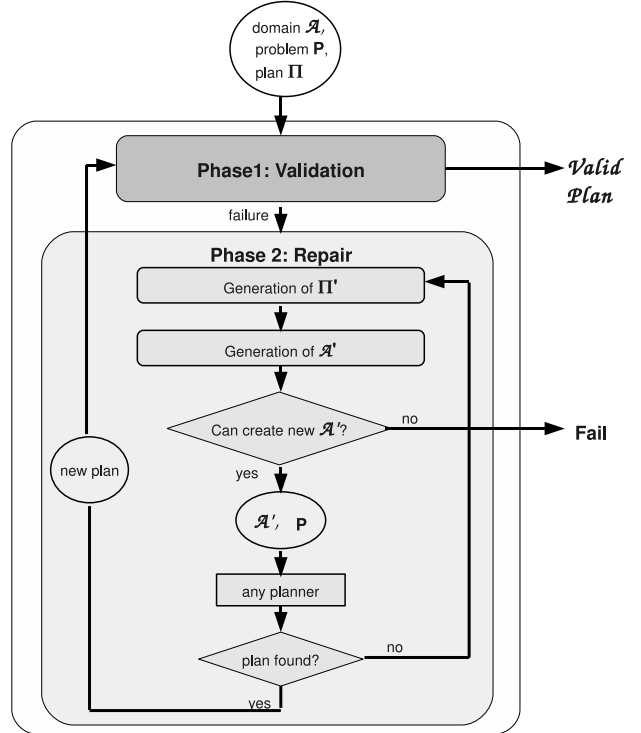 domain 𝒜,
problem P,
plan Π
Phase1: Validation
Valid
Plan
failure
Phase 2: Repair
Generation of Π'
Generation of 𝒜'
Can create new 𝒜'?
no
Fail
yes
new plan
𝒜', P
any planner
plan found?
no
yes